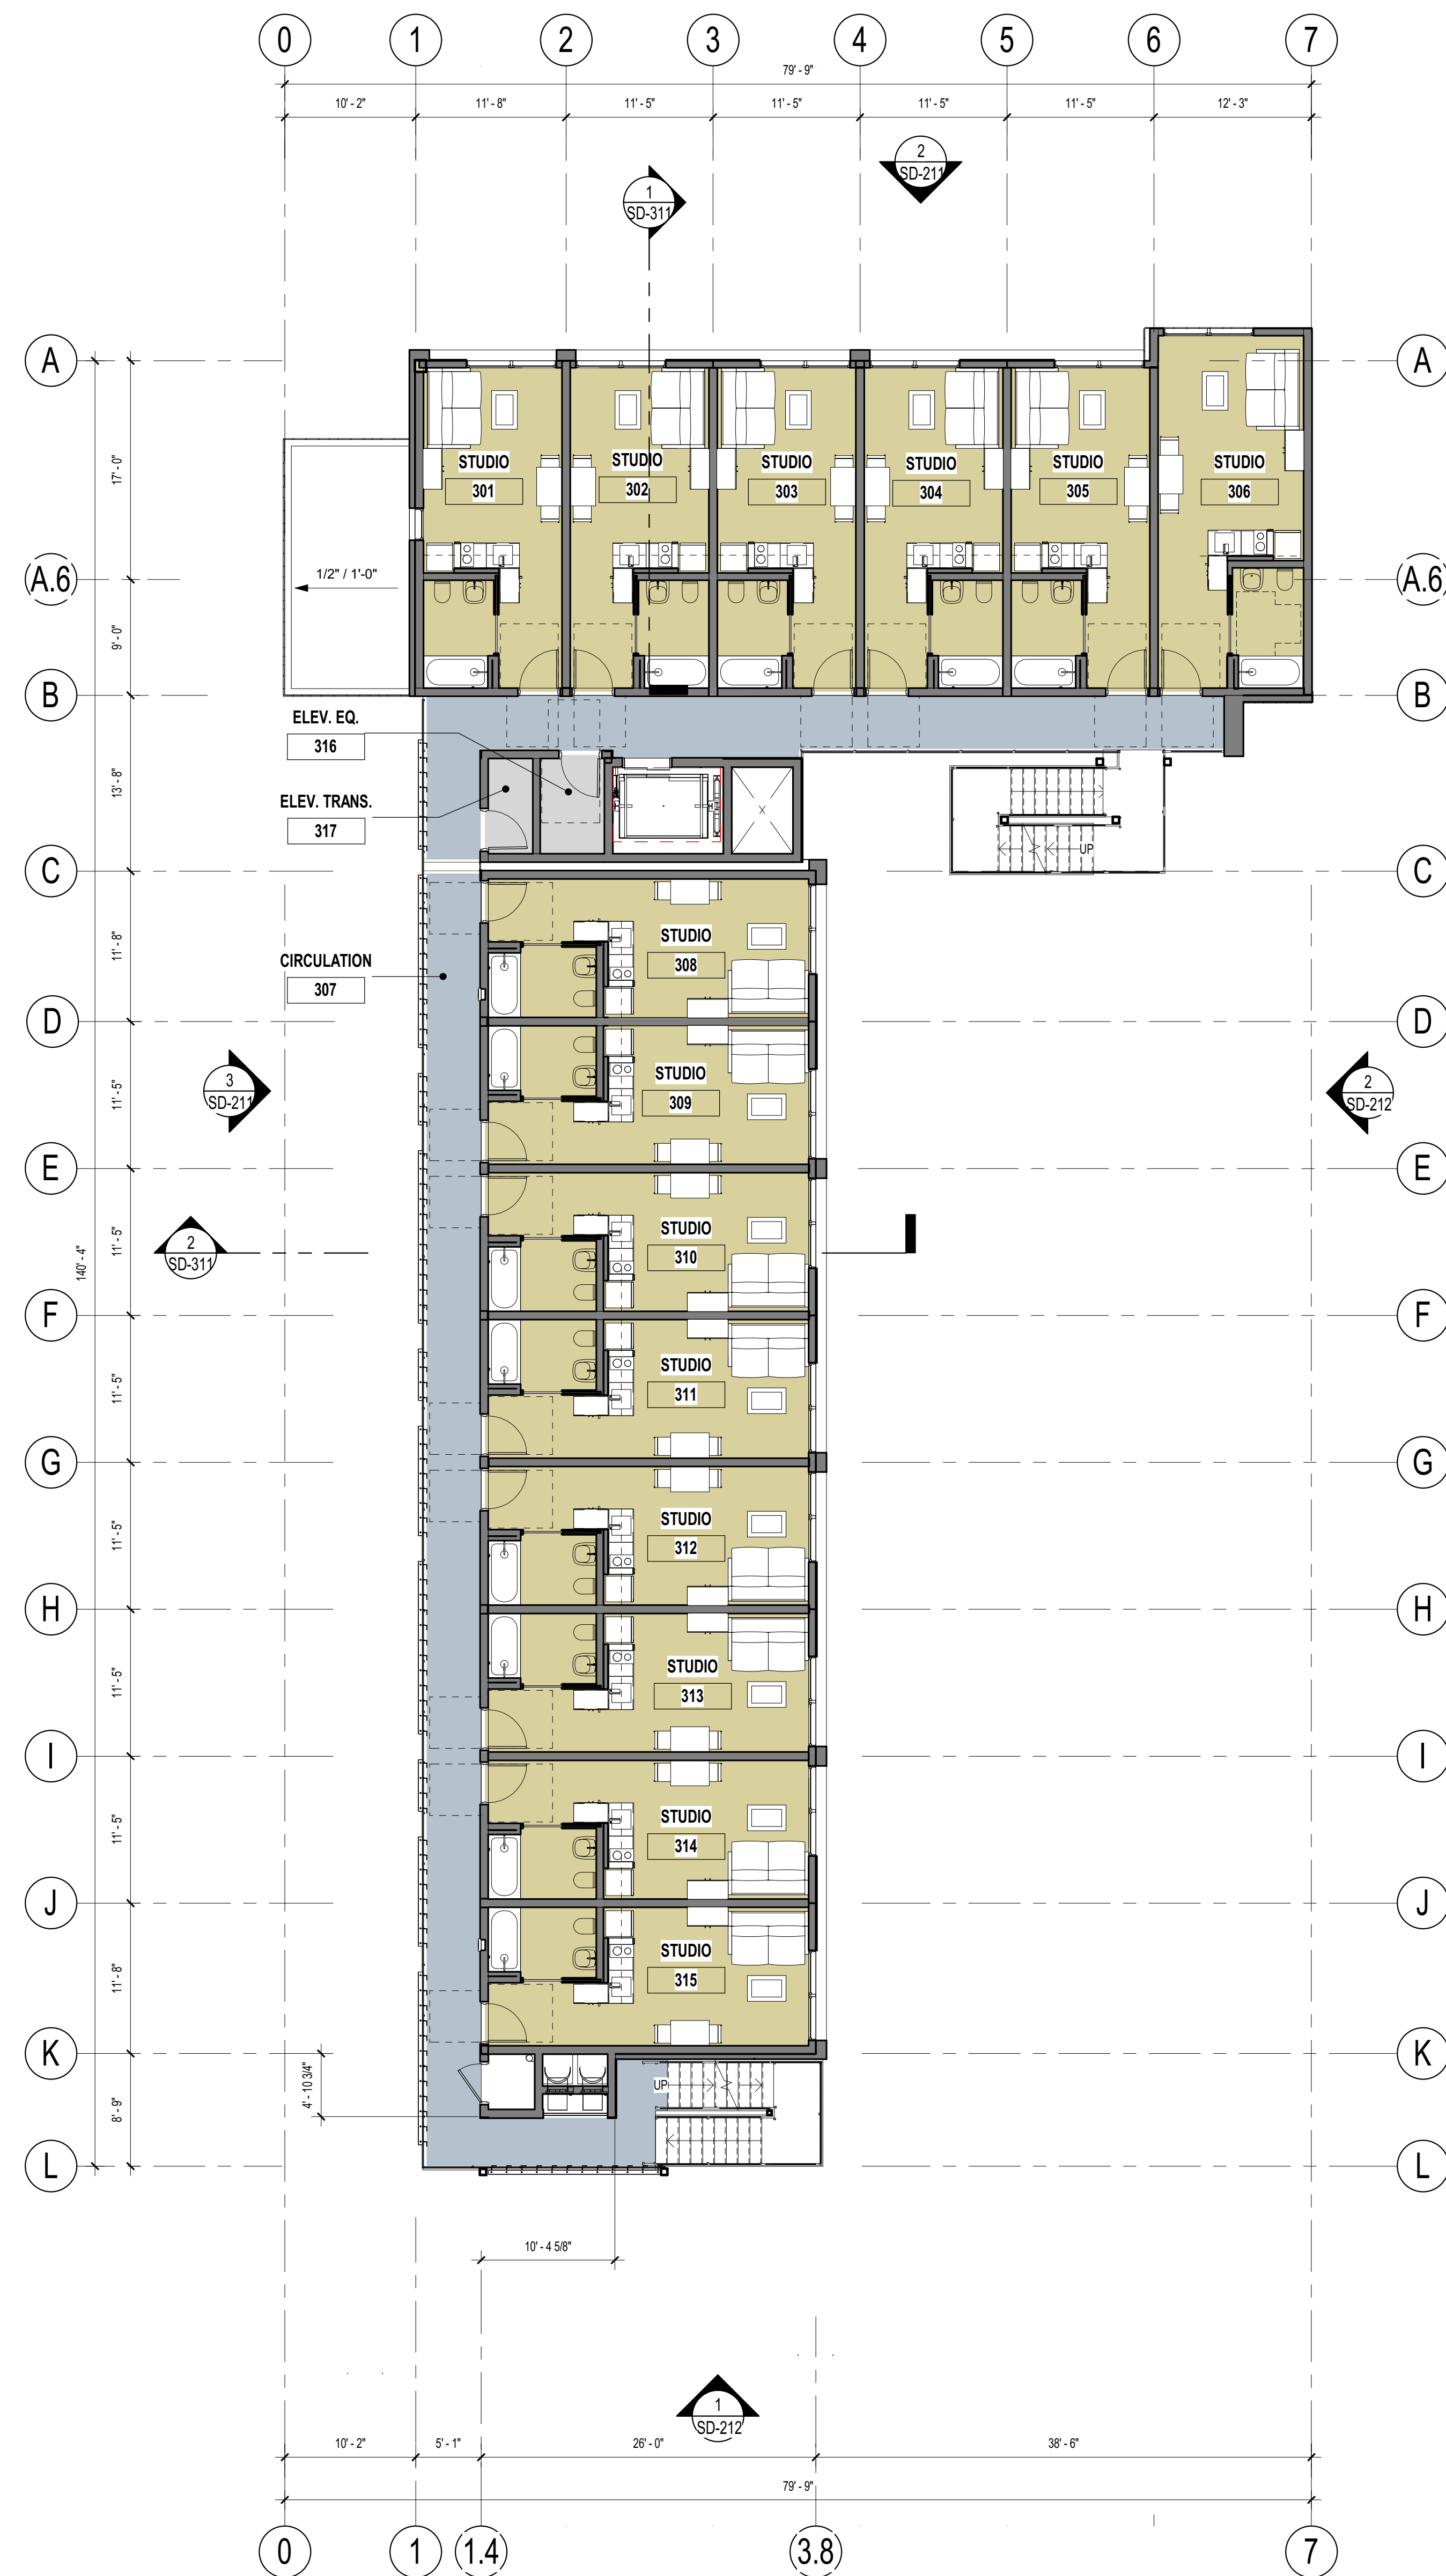 0 1 2 3 4 5 6 7
79' - 9"
10' - 2" 11' - 8" 11' - 5" 11' - 5" 11' - 5" 11' - 5" 12' - 3"
2
SD-211
1
SD-311
A A
17' - 0"
STUDIO STUDIO STUDIO STUDIO STUDIO STUDIO
301 302 303 304 305 306
A.6 1/2" / 1'-0" A.6
9' - 0"
B B
ELEV. EQ.
316
13' - 8"
ELEV. TRANS.
317
UP
C C
11' - 8"
STUDIO
308
CIRCULATION
307
D D
STUDIO
309
11' - 5"
3
SD-211
2
SD-212
E E
STUDIO
310
11' - 5"
2
SD-311
140' - 4"
F F
STUDIO
311
11' - 5"
G G
STUDIO
312
11' - 5"
H H
STUDIO
313
11' - 5"
I I
STUDIO
314
11' - 5"
J J
STUDIO
315
11' - 8"
K K
4' - 10 3/4"
UP
8' - 9"
L L
10' - 4 5/8"
1
SD-212
10' - 2" 5' - 1" 26' - 0" 38' - 6"
79' - 9"
0 1 1.4 3.8 7